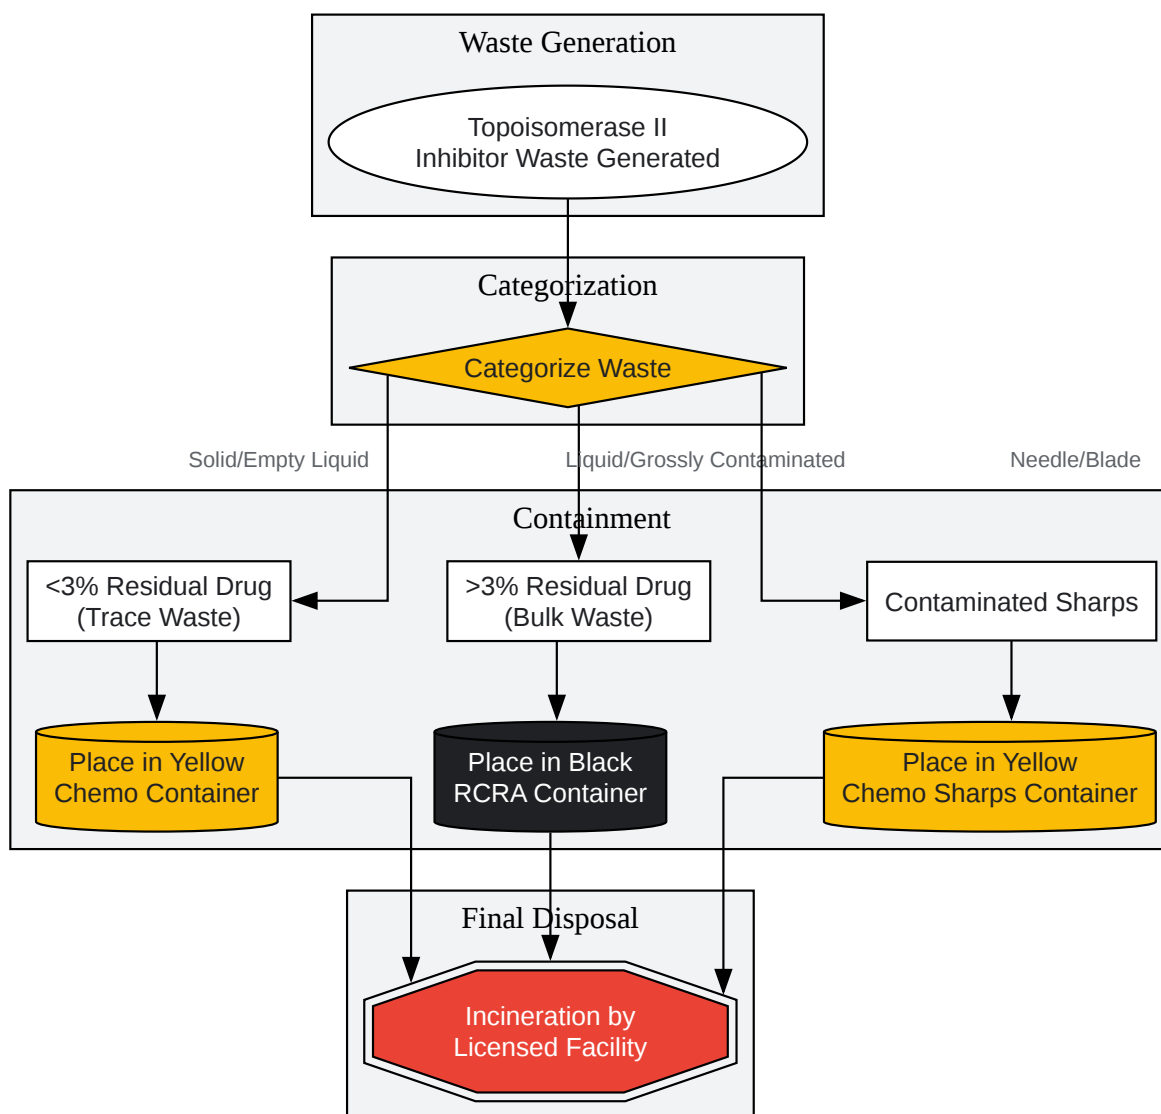 Waste Generation
Topoisomerase II
Inhibitor Waste Generated
Categorization
Categorize Waste
Solid/Empty Liquid
Liquid/Grossly Contaminated
Needle/Blade
Containment
<3% Residual Drug
(Trace Waste)
>3% Residual Drug
(Bulk Waste)
Contaminated Sharps
Place in Yellow
Chemo Container
Place in Black
RCRA Container
Place in Yellow
Chemo Sharps Container
Final Disposal
Incineration by
Licensed Facility